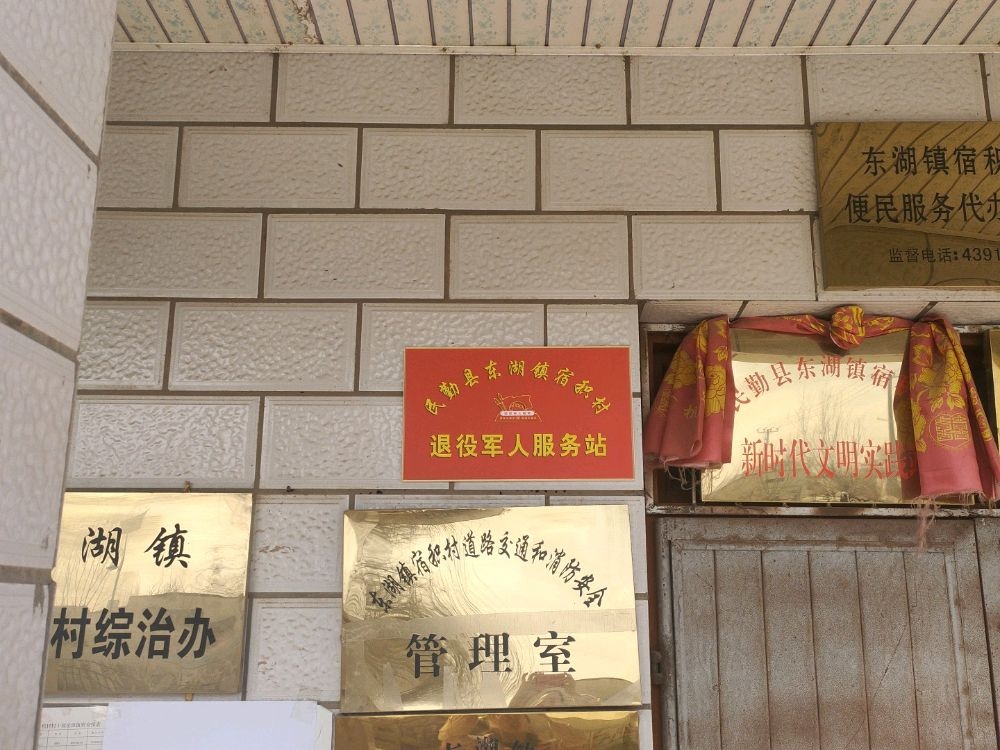 东湖镇宿积
便民服务代办
监督电话:4391
民勤县东湖镇宿积村
退役军人服务站
民勤县东湖镇宿
新时代文明实践
湖镇
村综治办
东湖镇宿积村道路交通和消防安全
管理室
东湖镇